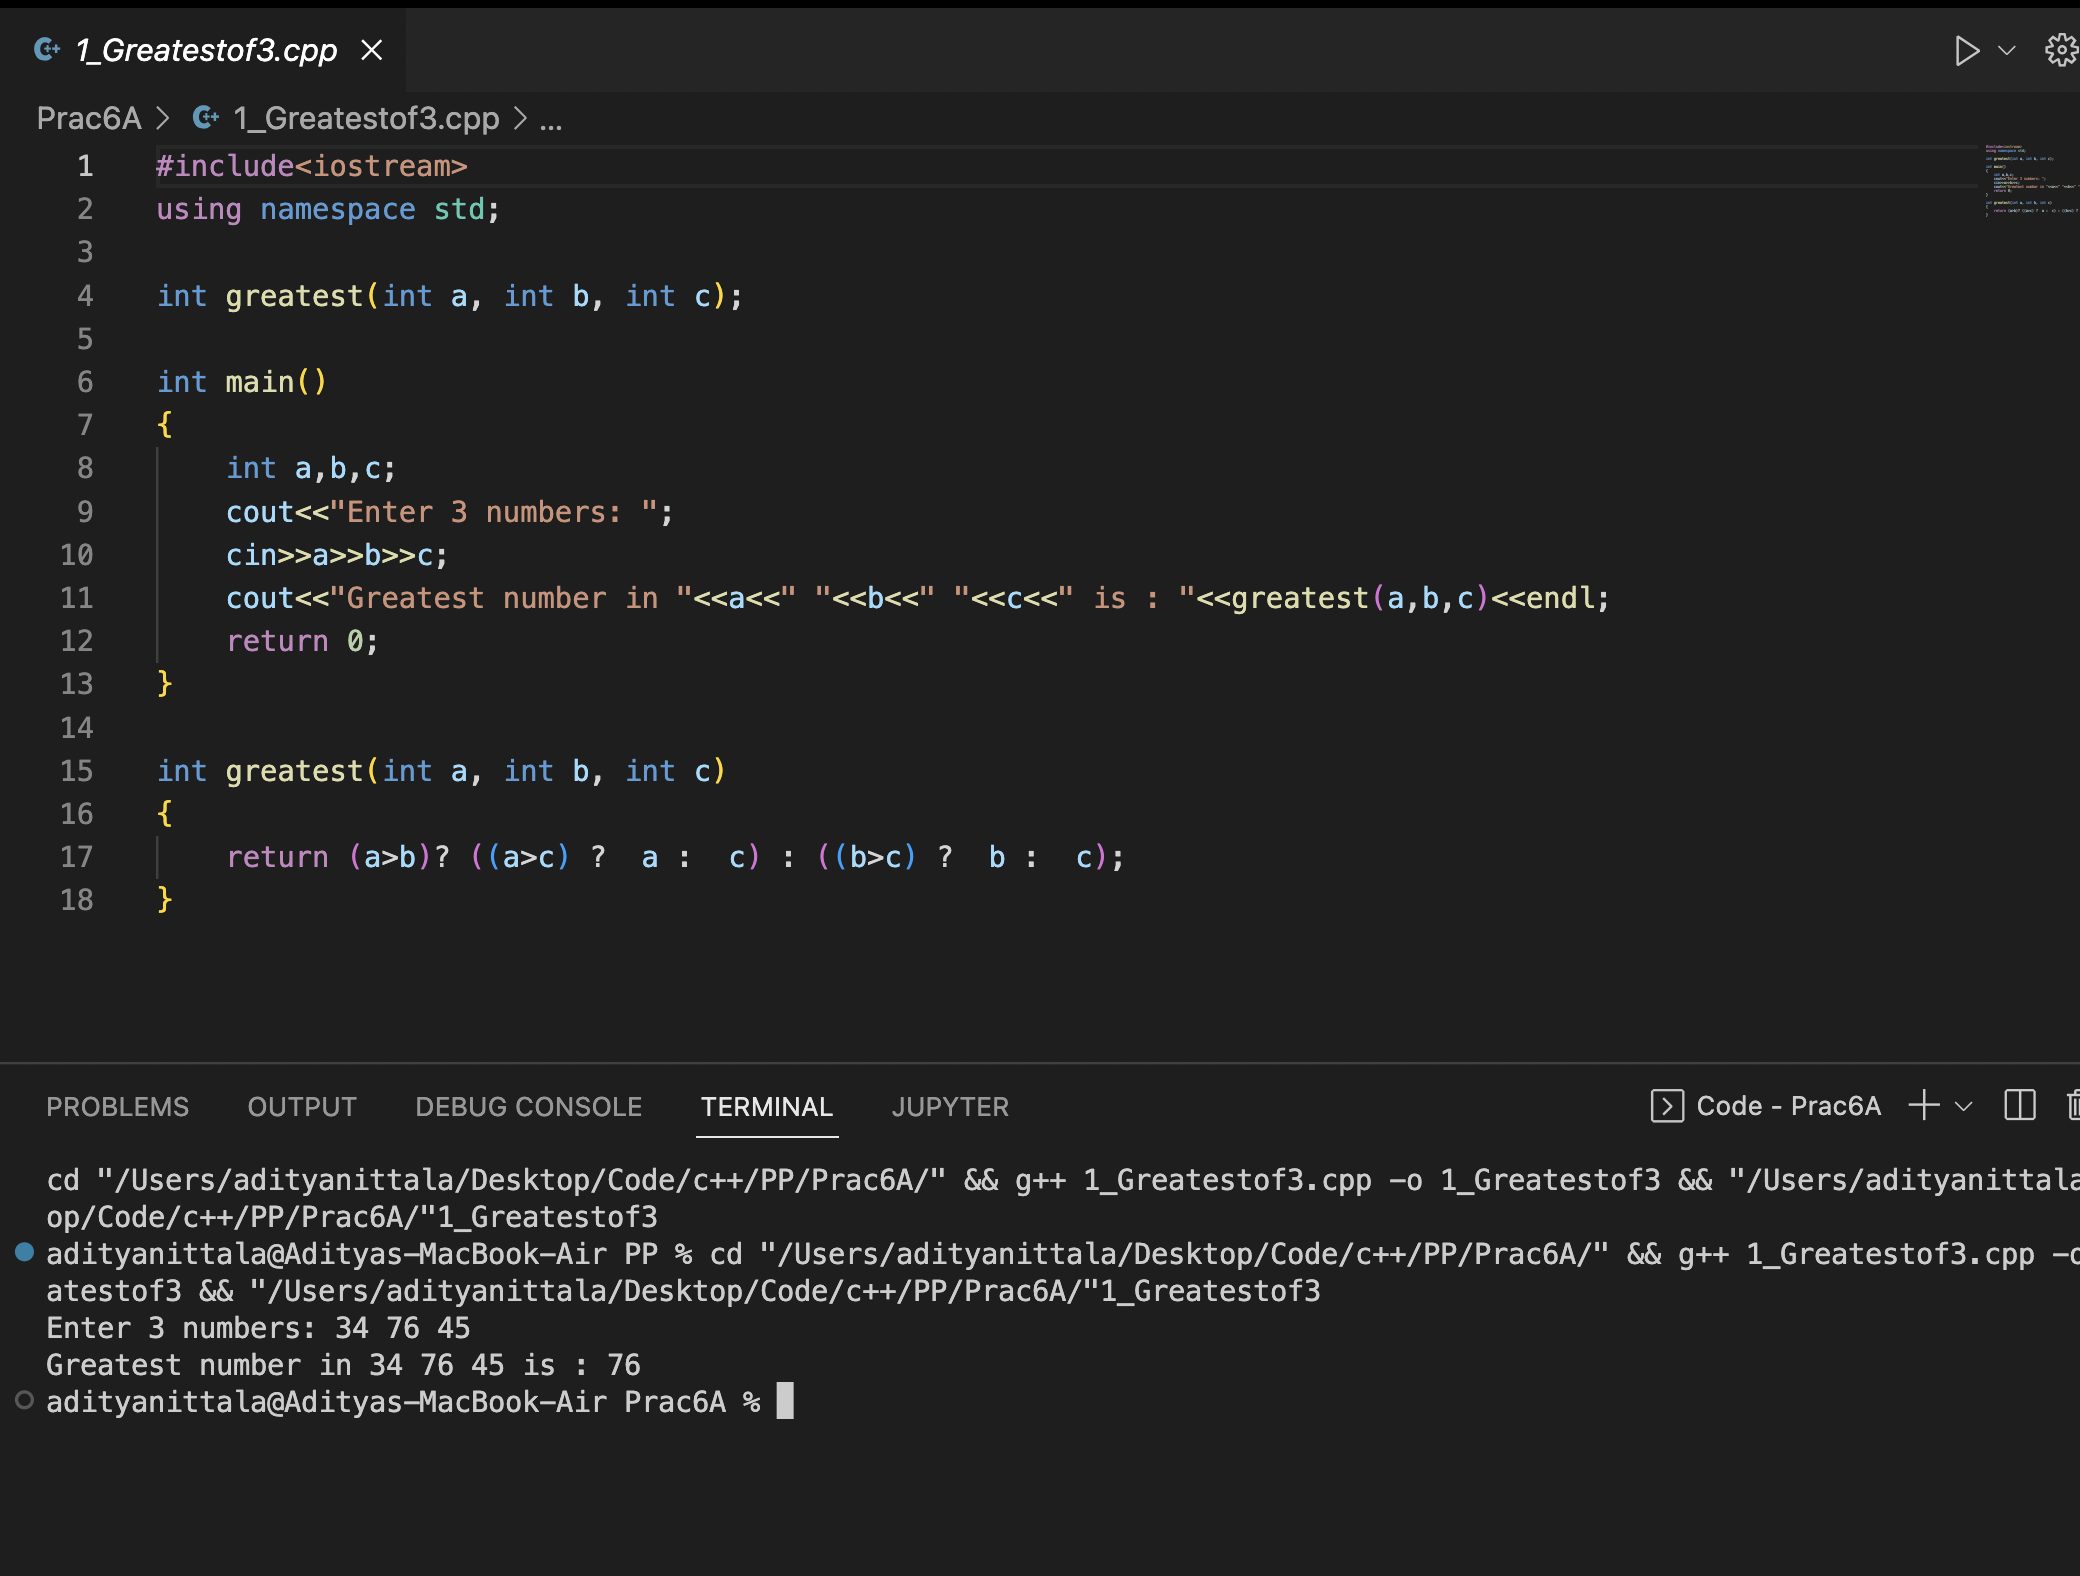 1_Greatestof3.cpp
Prac6A > 1_Greatestof3.cpp > ...
1 #include<iostream>
2 using namespace std;
3
4 int greatest(int a, int b, int c);
5
6 int main()
7 {
8     int a,b,c;
9     cout<<"Enter 3 numbers: ";
10     cin>>a>>b>>c;
11     cout<<"Greatest number in "<<a<<" "<<b<<" "<<c<<" is : "<<greatest(a,b,c)<<endl;
12     return 0;
13 }
14
15 int greatest(int a, int b, int c)
16 {
17     return (a>b)? ((a>c) ?  a :  c) : ((b>c) ?  b :  c);
18 }
PROBLEMS OUTPUT DEBUG CONSOLE TERMINAL JUPYTER Code - Prac6A
cd "/Users/adityanittala/Desktop/Code/c++/PP/Prac6A/" && g++ 1_Greatestof3.cpp -o 1_Greatestof3 && "/Users/adityanittala
op/Code/c++/PP/Prac6A/"1_Greatestof3
adityanittala@Adityas-MacBook-Air PP % cd "/Users/adityanittala/Desktop/Code/c++/PP/Prac6A/" && g++ 1_Greatestof3.cpp -o
atestof3 && "/Users/adityanittala/Desktop/Code/c++/PP/Prac6A/"1_Greatestof3
Enter 3 numbers: 34 76 45
Greatest number in 34 76 45 is : 76
adityanittala@Adityas-MacBook-Air Prac6A %